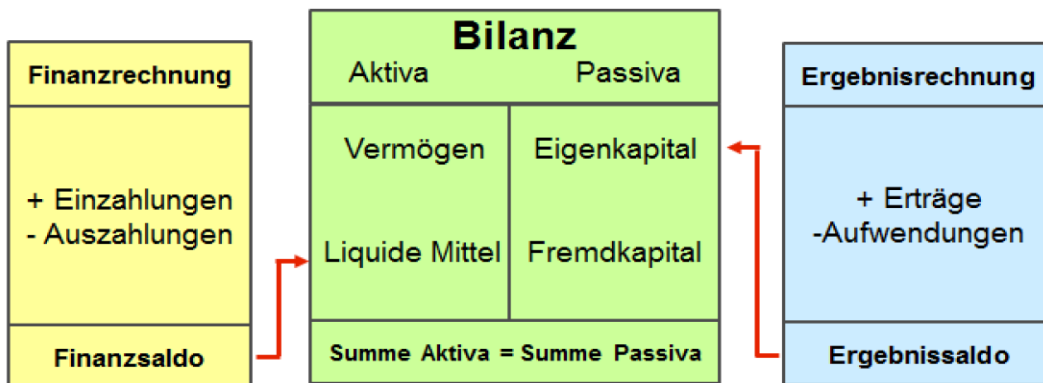 Finanzrechnung
+ Einzahlungen
- Auszahlungen
Finanzsaldo
Bilanz
Aktiva Passiva
Vermögen Eigenkapital
Liquide Mittel Fremdkapital
Summe Aktiva = Summe Passiva
Ergebnisrechnung
+ Erträge
-Aufwendungen
Ergebnissaldo